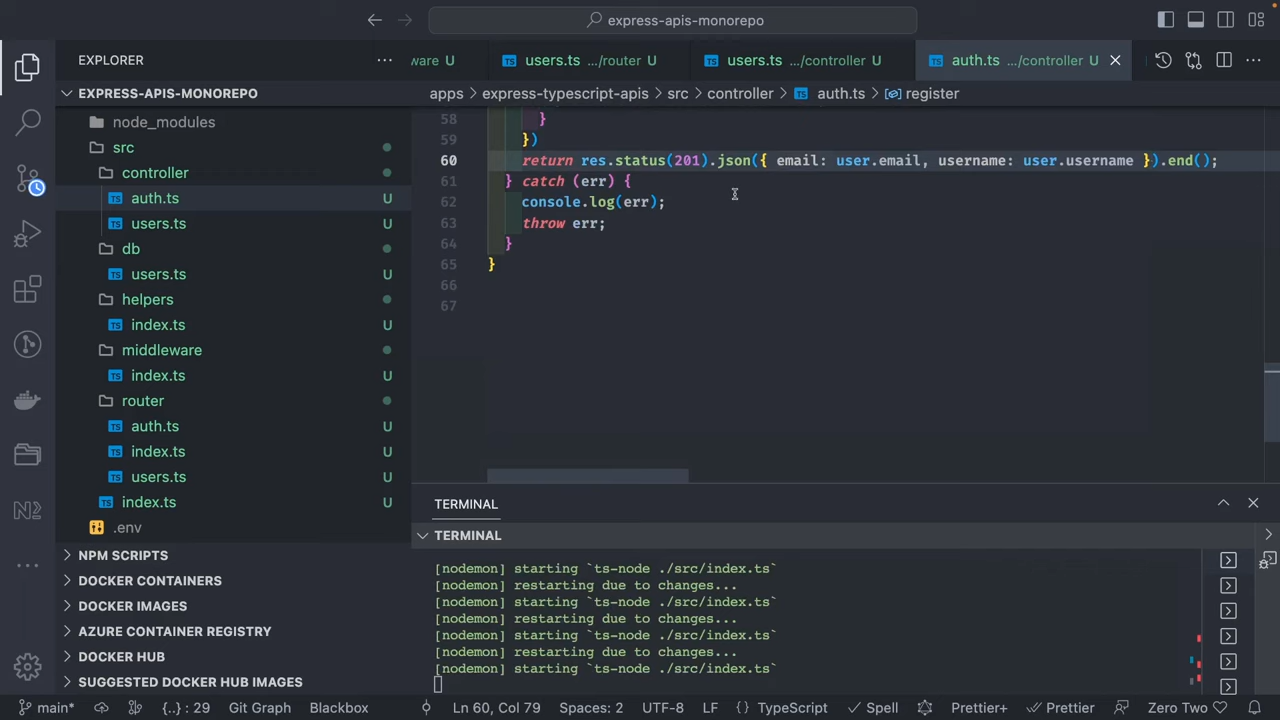 express-apis-monorepo
EXPLORER
ware U
users.ts .../router U
users.ts .../controller U
auth.ts .../controller U
EXPRESS-APIS-MONOREPO
apps > express-typescript-apis > src > controller > auth.ts > register
node_modules
src
controller
auth.ts U
users.ts U
db
users.ts U
helpers
index.ts U
middleware
index.ts U
router
auth.ts U
index.ts U
users.ts U
index.ts U
.env
NPM SCRIPTS
DOCKER CONTAINERS
DOCKER IMAGES
AZURE CONTAINER REGISTRY
DOCKER HUB
SUGGESTED DOCKER HUB IMAGES
58 }
59 })
60 return res.status(201).json({ email: user.email, username: user.username }).end();
61 } catch (err) {
62 console.log(err);
63 throw err;
64 }
65 }
66
67
TERMINAL
TERMINAL
[nodemon] starting `ts-node ./src/index.ts`
[nodemon] restarting due to changes...
[nodemon] starting `ts-node ./src/index.ts`
[nodemon] restarting due to changes...
[nodemon] starting `ts-node ./src/index.ts`
[nodemon] restarting due to changes...
[nodemon] starting `ts-node ./src/index.ts`
main* {..} : 29 Git Graph Blackbox Ln 60, Col 79 Spaces: 2 UTF-8 LF {} TypeScript Spell Prettier+ Prettier Zero Two